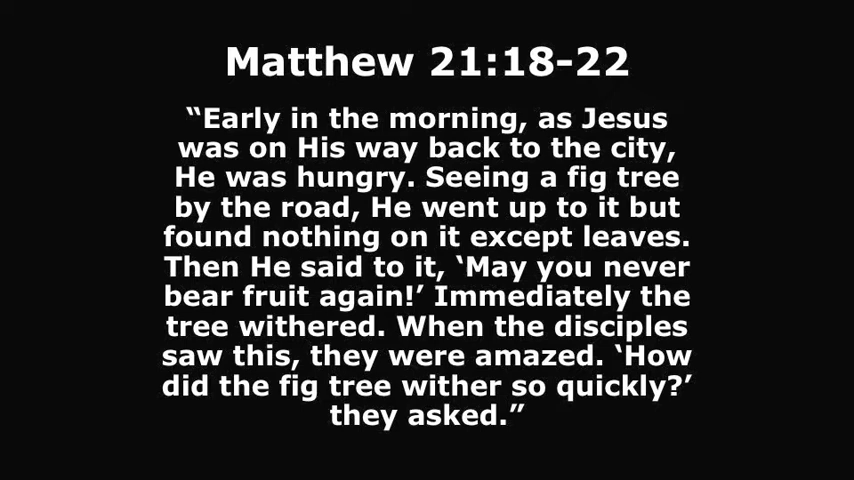 Matthew 21:18-22
“Early in the morning, as Jesus
was on His way back to the city,
He was hungry. Seeing a fig tree
by the road, He went up to it but
found nothing on it except leaves.
Then He said to it, ‘May you never
bear fruit again!’ Immediately the
tree withered. When the disciples
saw this, they were amazed. ‘How
did the fig tree wither so quickly?’
they asked.”